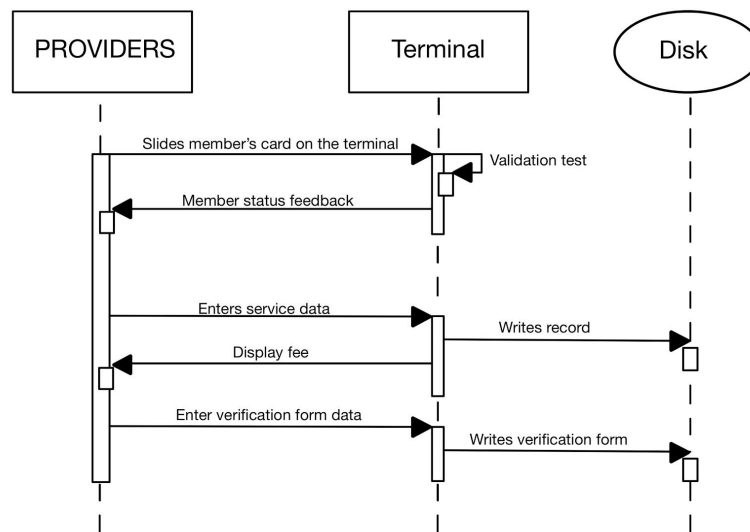 PROVIDERS
Terminal
Disk
Slides member's card on the terminal
Validation test
Member status feedback
Enters service data
Writes record
Display fee
Enter verification form data
Writes verification form